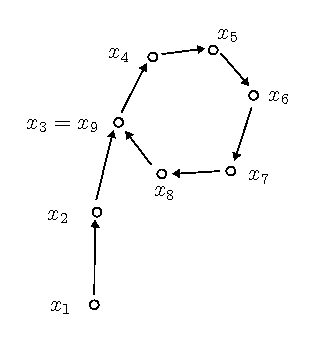 x₅
x₄
x₆
x₃ = x₉
x₇
x₈
x₂
x₁